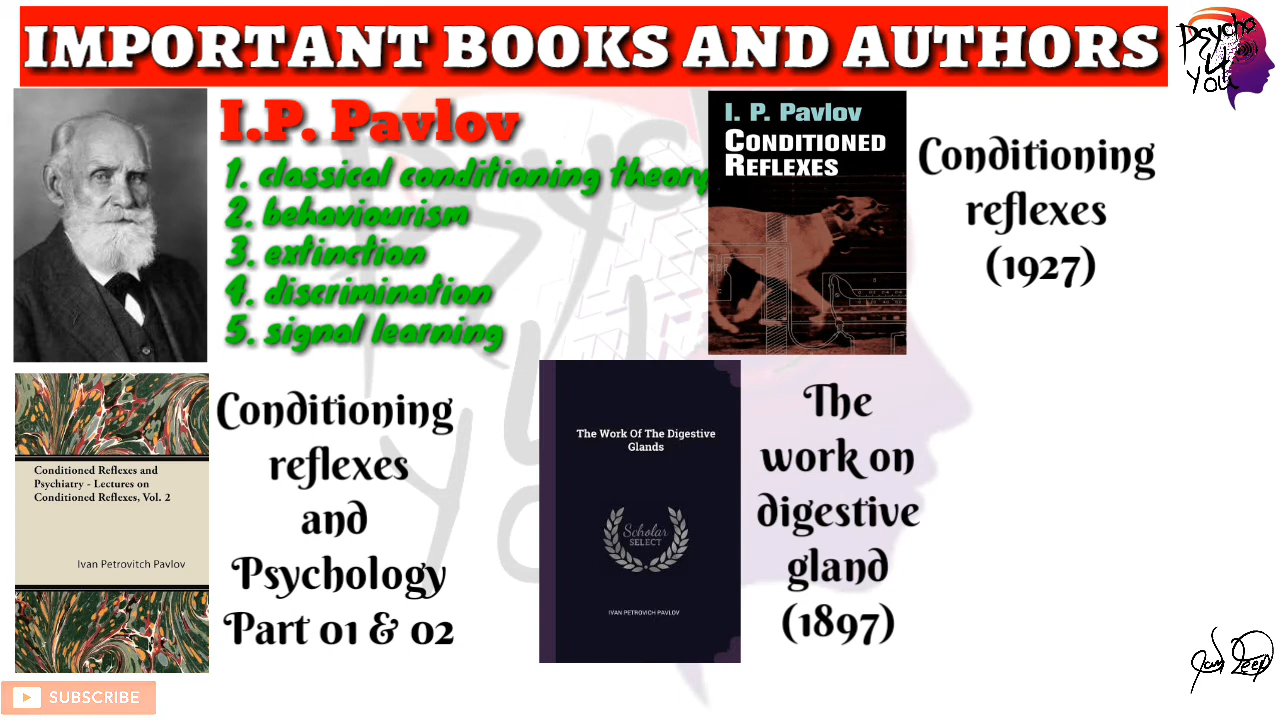 IMPORTANT BOOKS AND AUTHORS
Psycho
4
You
I.P. Pavlov
1. classical conditioning theory
2. behaviourism
3. extinction
4. discrimination
5. signal learning
I. P. Pavlov
CONDITIONED
REFLEXES
Conditioning
reflexes
(1927)
Conditioned Reflexes and
Psychiatry - Lectures on
Conditioned Reflexes, Vol. 2
Ivan Petrovitch Pavlov
Conditioning
reflexes
and
Psychology
Part 01 & 02
The Work Of The Digestive
Glands
Scholar
SELECT
IVAN PETROVICH PAVLOV
The
work on
digestive
gland
(1897)
SUBSCRIBE